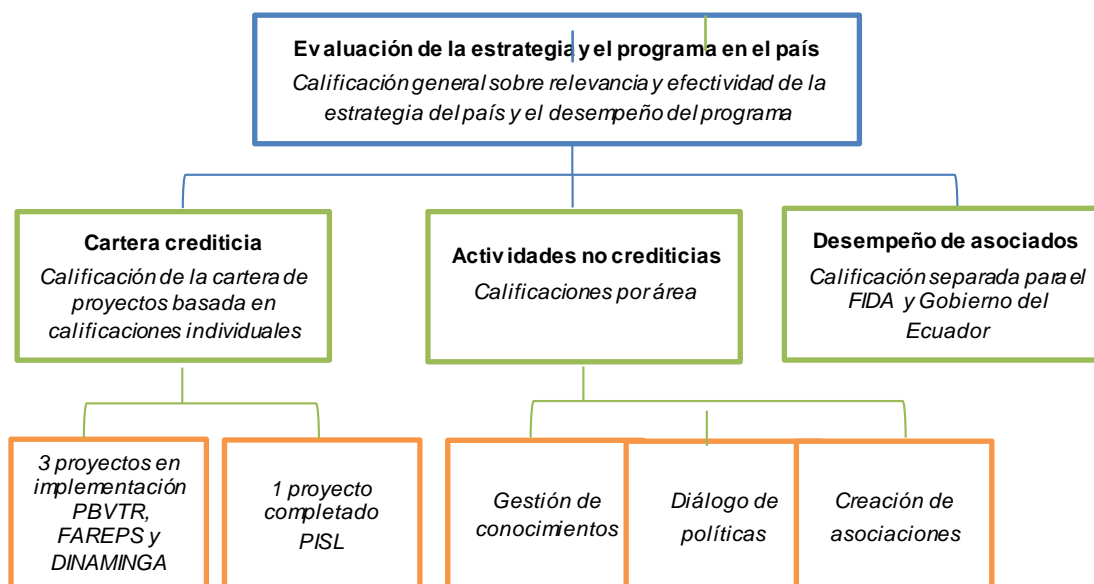 Evaluación de la estrategia y el programa en el país
Calificación general sobre relevancia y efectividad de la
estrategia del país y el desempeño del programa
Cartera crediticia
Calificación de la cartera de
proyectos basada en
calificaciones individuales
Actividades no crediticias
Calificaciones por área
Desempeño de asociados
Calificación separada para el
FIDA y Gobierno del
Ecuador
3 proyectos en
implementación
PBVTR,
FAREPS y
DINAMINGA
1 proyecto
completado
PISL
Gestión de
conocimientos
Diálogo de
políticas
Creación de
asociaciones